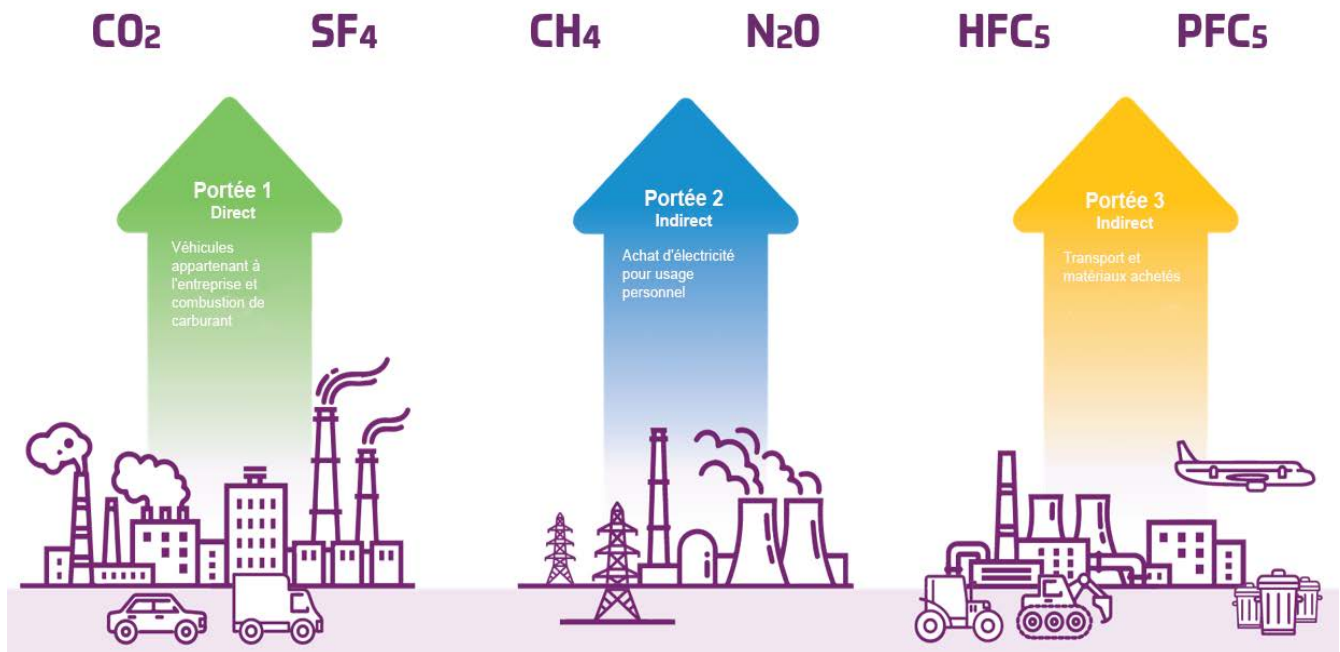 CO₂ SF₄ CH₄ N₂O HFC₅ PFC₅
Portée 1
Direct
Véhicules
appartenant à
l'entreprise et
combustion de
carburant
Portée 2
Indirect
Achat d'électricité
pour usage
personnel
Portée 3
Indirect
Transport et
matériaux achetés